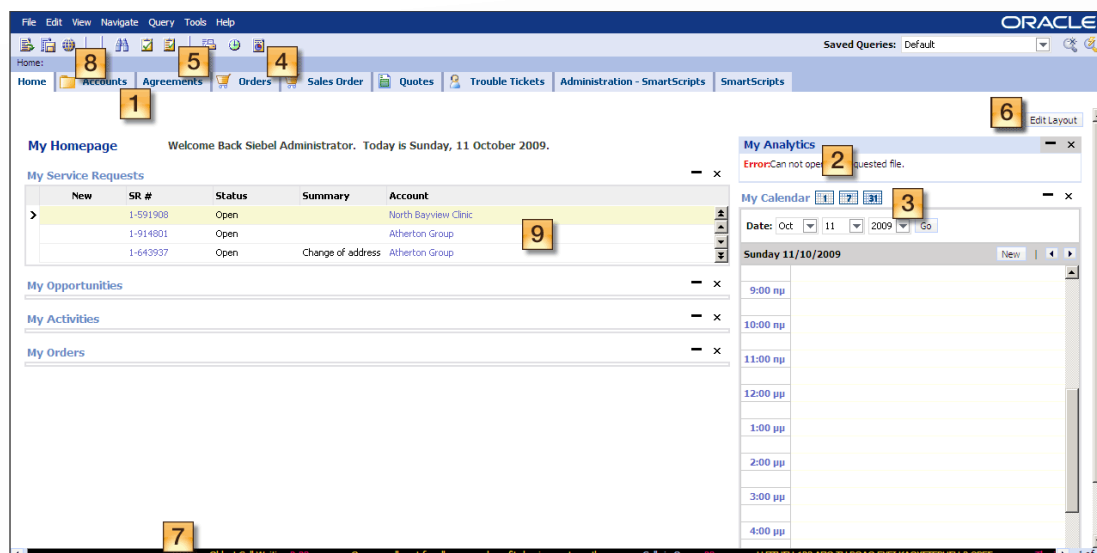 File Edit View Navigate Query Tools Help
ORACLE
8
5
4
Saved Queries: Default
Home:
Home Accounts Agreements Orders Sales Order Quotes Trouble Tickets Administration - SmartScripts SmartScripts
1
6
Edit Layout
My Homepage Welcome Back Siebel Administrator. Today is Sunday, 11 October 2009.
My Service Requests
New SR # Status Summary Account
1-591908 Open North Bayview Clinic
1-914801 Open Atherton Group
1-643937 Open Change of address Atherton Group
9
My Opportunities
My Activities
My Orders
My Analytics
Error:Can not open requested file.
2
My Calendar 1 7 31
3
Date: Oct 11 2009 Go
Sunday 11/10/2009 New
9:00 πμ
10:00 πμ
11:00 πμ
12:00 μμ
1:00 μμ
2:00 μμ
3:00 μμ
4:00 μμ
7